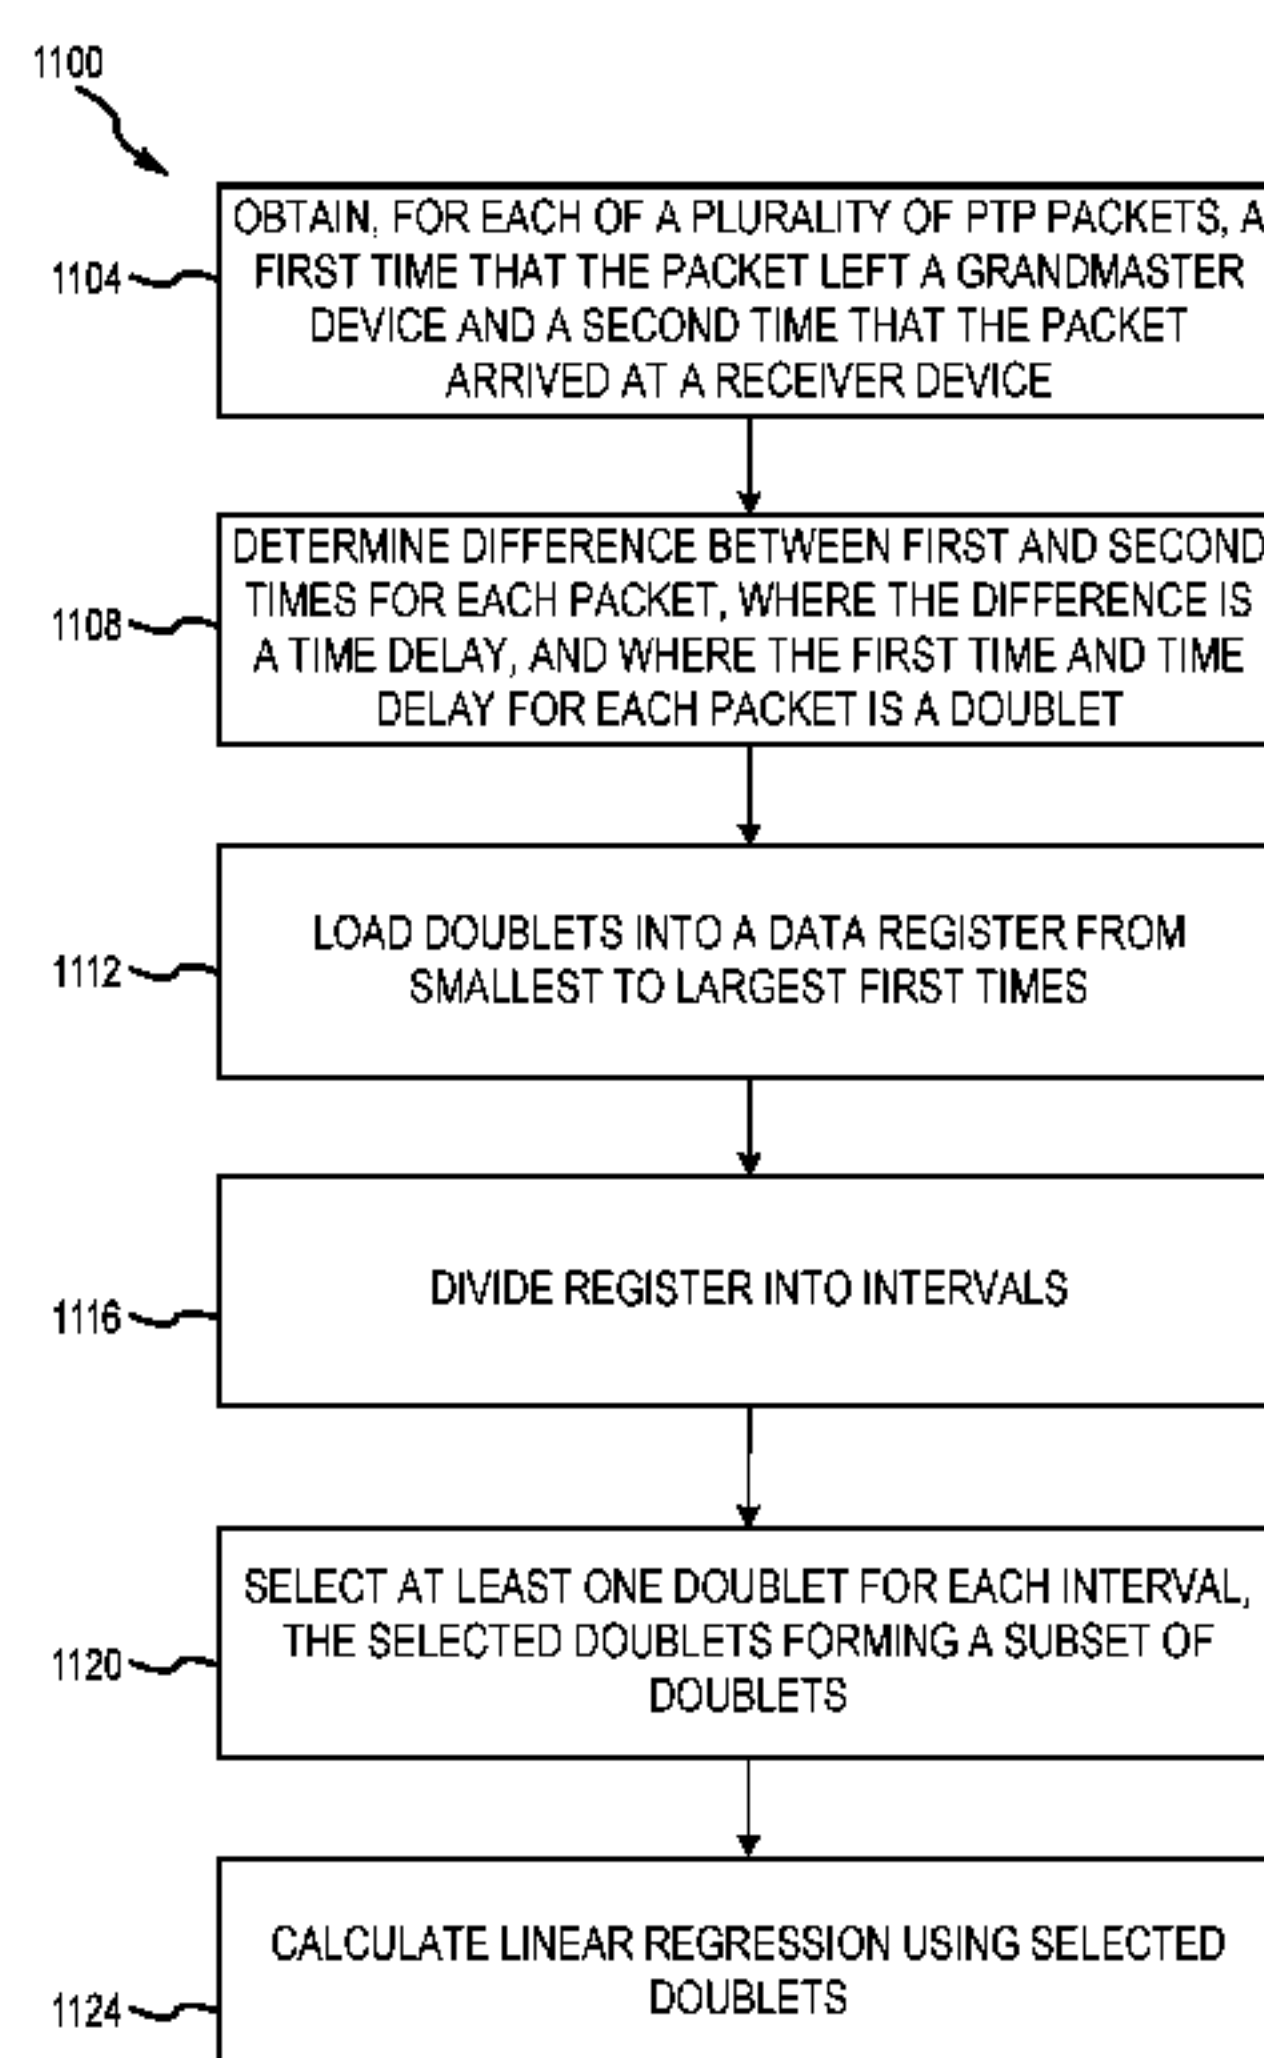 1100
OBTAIN, FOR EACH OF A PLURALITY OF PTP PACKETS, A
FIRST TIME THAT THE PACKET LEFT A GRANDMASTER
DEVICE AND A SECOND TIME THAT THE PACKET
ARRIVED AT A RECEIVER DEVICE
1104
DETERMINE DIFFERENCE BETWEEN FIRST AND SECOND
TIMES FOR EACH PACKET, WHERE THE DIFFERENCE IS
A TIME DELAY, AND WHERE THE FIRST TIME AND TIME
DELAY FOR EACH PACKET IS A DOUBLET
1108
LOAD DOUBLETS INTO A DATA REGISTER FROM
SMALLEST TO LARGEST FIRST TIMES
1112
DIVIDE REGISTER INTO INTERVALS
1116
SELECT AT LEAST ONE DOUBLET FOR EACH INTERVAL,
THE SELECTED DOUBLETS FORMING A SUBSET OF
DOUBLETS
1120
CALCULATE LINEAR REGRESSION USING SELECTED
DOUBLETS
1124